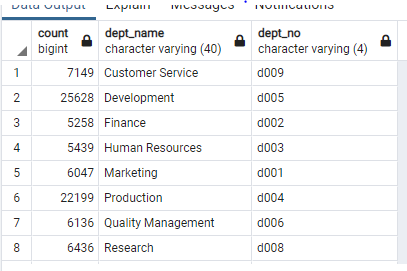 Data Output Explain Messages Notifications
count dept_name dept_no
bigint character varying (40) character varying (4)
1 7149 Customer Service d009
2 25628 Development d005
3 5258 Finance d002
4 5439 Human Resources d003
5 6047 Marketing d001
6 22199 Production d004
7 6136 Quality Management d006
8 6436 Research d008